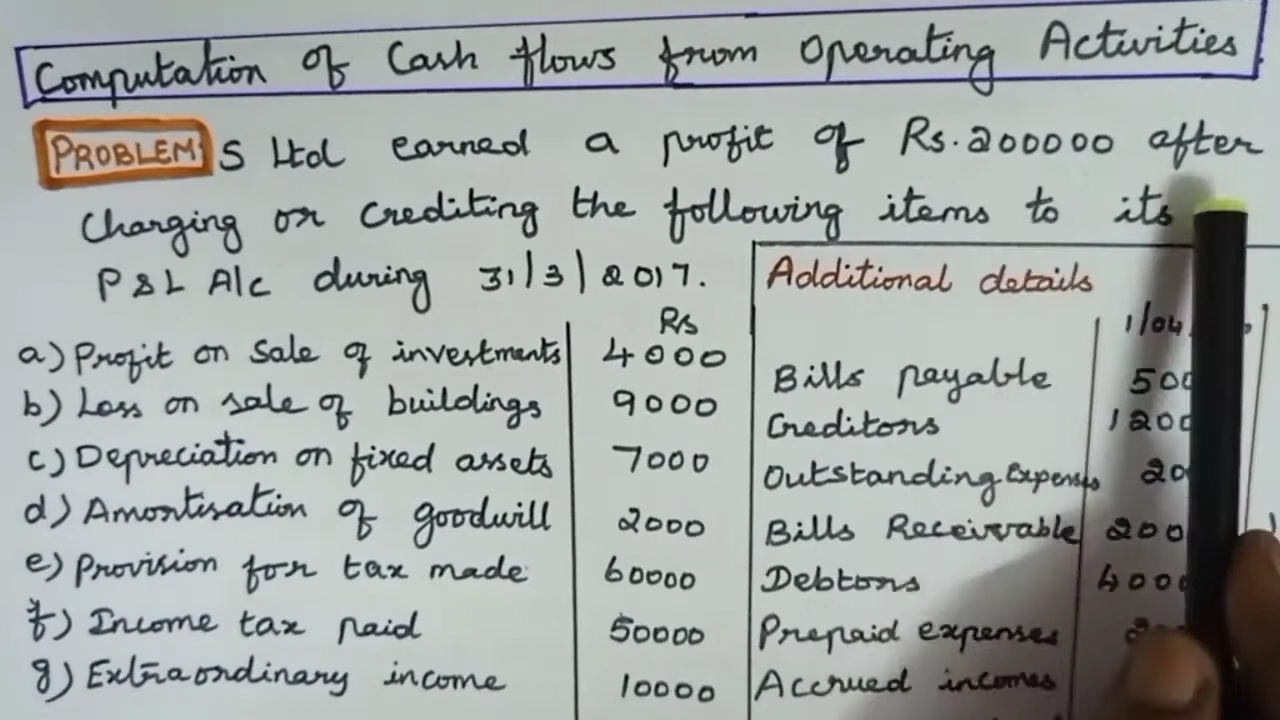 Computation of Cash flows from Operating Activities
PROBLEM S Ltd earned a profit of Rs.200000 after
Charging or crediting the following items to its
P&L A/c during 31/3/2017.
Rs
a) Profit on Sale of investments 4000
b) Loss on sale of buildings 9000
c) Depreciation on fixed assets 7000
d) Amortisation of goodwill 2000
e) Provision for tax made 60000
f) Income tax paid 50000
g) Extraordinary income 10000
Additional details
1/04
Bills payable
Creditors
Outstanding Expenses
Bills Receivable
Debtors
Prepaid expenses
Accrued incomes